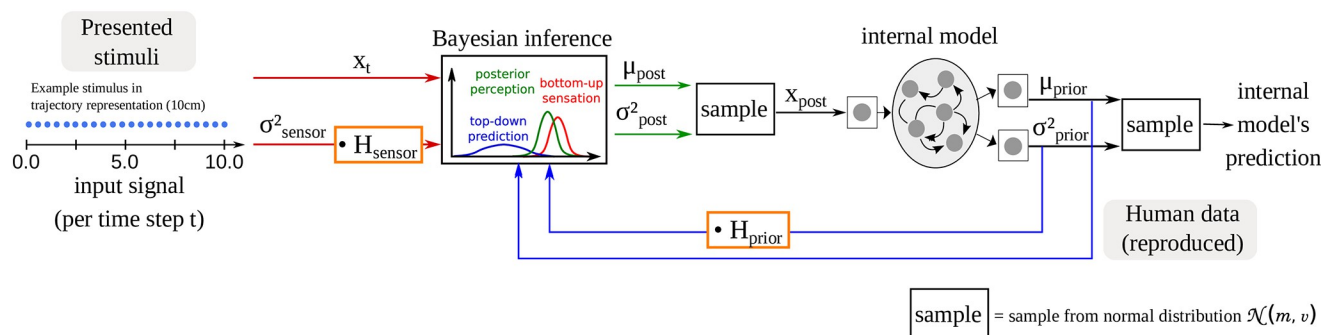 Presented
stimuli
Example stimulus in
trajectory representation (10cm)
0.0 5.0 10.0
input signal
(per time step t)
x_t
σ²_sensor
• H_sensor
Bayesian inference
posterior
perception
bottom-up
sensation
top-down
prediction
μ_post
σ²_post
sample
x_post
internal model
μ_prior
σ²_prior
sample
internal
model's
prediction
• H_prior
Human data
(reproduced)
sample = sample from normal distribution 𝒩(m, v)